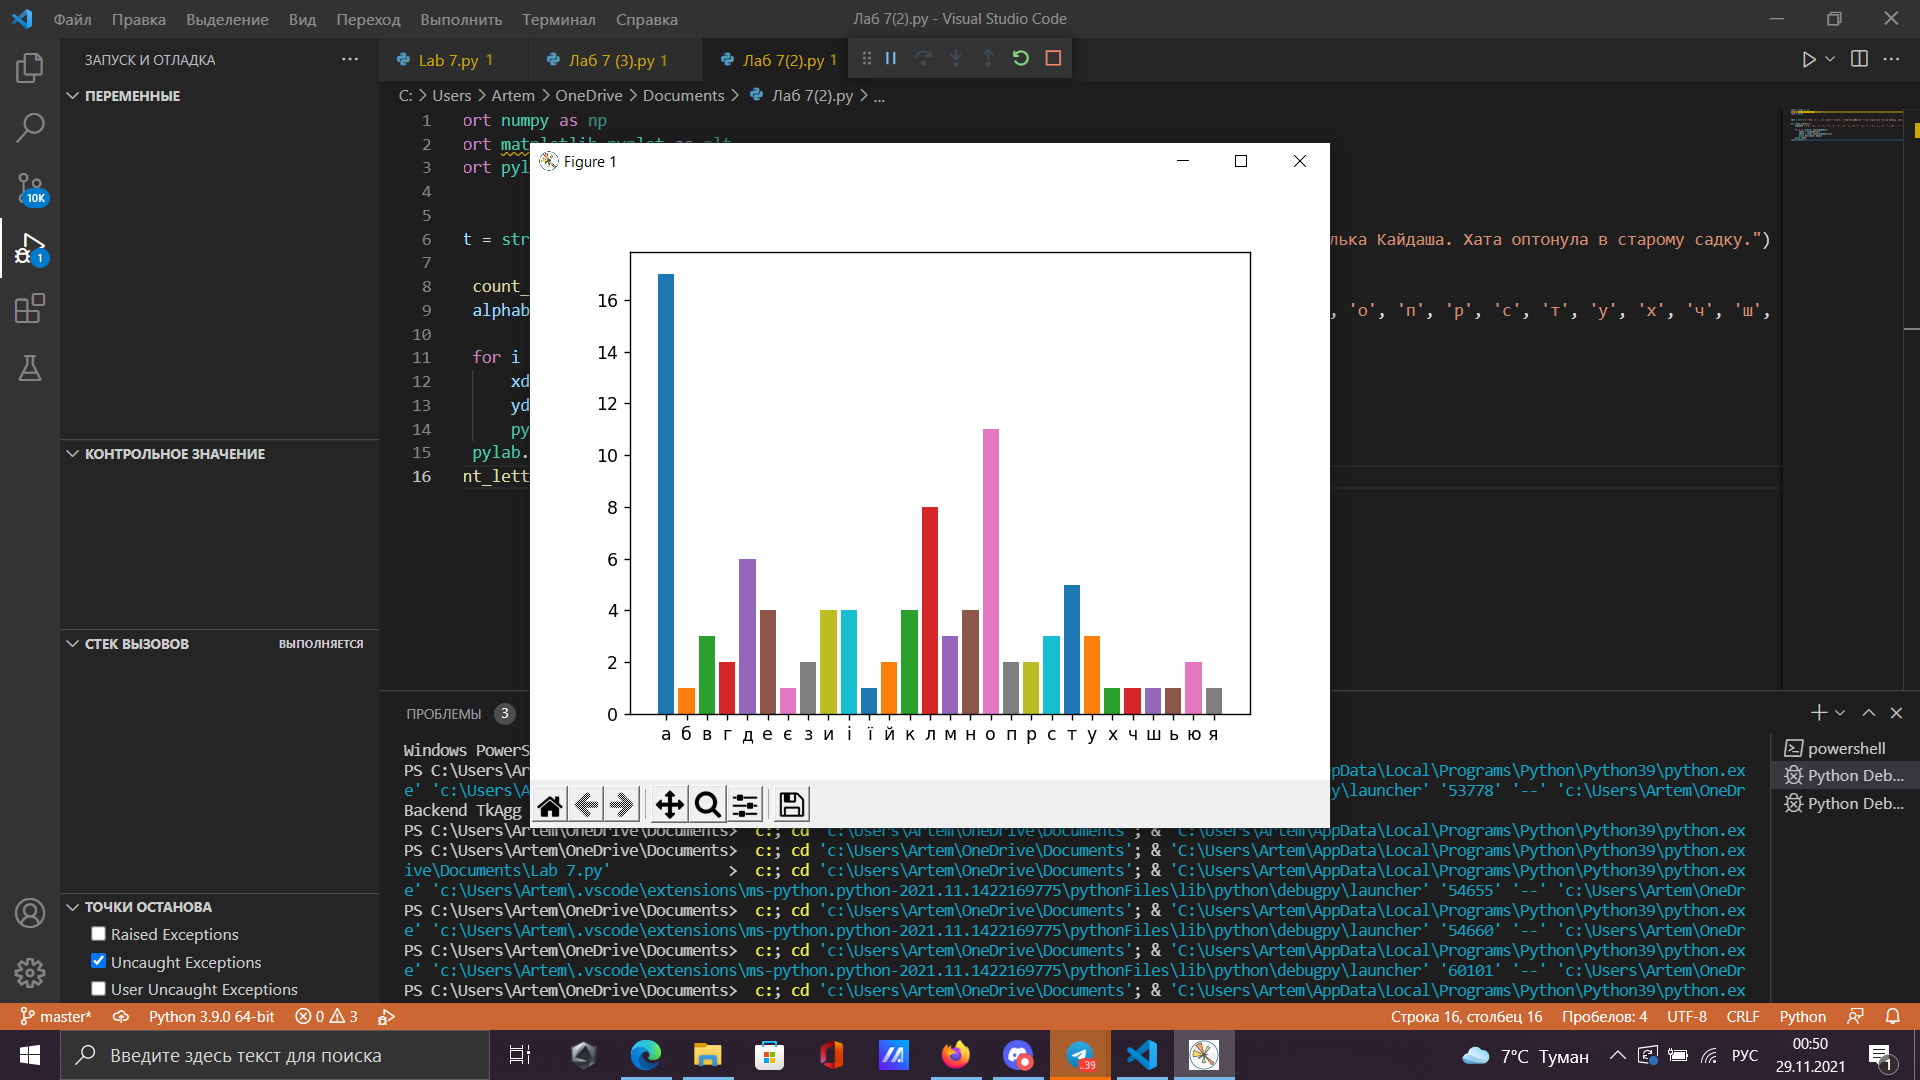 Файл Правка Выделение Вид Переход Выполнить Терминал Справка
Лаб 7(2).py - Visual Studio Code
ЗАПУСК И ОТЛАДКА ...
Lab 7.py 1
Лаб 7 (3).py 1
Лаб 7(2).py 1
C: > Users > Artem > OneDrive > Documents > Лаб 7(2).py > ...
ПЕРЕМЕННЫЕ
1 ort numpy as np
2 ort matplotlib.pyplot as plt
3 ort pyl
4
5
6 t = str лька Кайдаша. Хата оптонула в старому садку.")
7
8 count_
9 alphab , 'о', 'п', 'р', 'с', 'т', 'у', 'х', 'ч', 'ш',
10
11 for i
12 xd
13 yd
14 py
15 pylab.
16 nt_lett
Figure 1
16
14
12
10
8
6
4
2
0
а б в г д е є з и і ї й к л м н о п р с т у х ч ш ь ю я
КОНТРОЛЬНОЕ ЗНАЧЕНИЕ
СТЕК ВЫЗОВОВ ВЫПОЛНЯЕТСЯ
ТОЧКИ ОСТАНОВА
Raised Exceptions
Uncaught Exceptions
User Uncaught Exceptions
10K
1
ПРОБЛЕМЫ 3
Windows PowerS
PS C:\Users\Ar pData\Local\Programs\Python\Python39\python.ex
e' 'c:\Users\A y\launcher' '53778' '--' 'c:\Users\Artem\OneDr
Backend TkAgg
PS C:\Users\Artem\OneDrive\Documents> c:; cd 'c:\Users\Artem\OneDrive\Documents'; & 'C:\Users\Artem\AppData\Local\Programs\Python\Python39\python.ex
PS C:\Users\Artem\OneDrive\Documents> c:; cd 'c:\Users\Artem\OneDrive\Documents'; & 'C:\Users\Artem\AppData\Local\Programs\Python\Python39\python.ex
ive\Documents\Lab 7.py' > c:; cd 'c:\Users\Artem\OneDrive\Documents'; & 'C:\Users\Artem\AppData\Local\Programs\Python\Python39\python.ex
e' 'c:\Users\Artem\.vscode\extensions\ms-python.python-2021.11.1422169775\pythonFiles\lib\python\debugpy\launcher' '54655' '--' 'c:\Users\Artem\OneDr
PS C:\Users\Artem\OneDrive\Documents> c:; cd 'c:\Users\Artem\OneDrive\Documents'; & 'C:\Users\Artem\AppData\Local\Programs\Python\Python39\python.ex
e' 'c:\Users\Artem\.vscode\extensions\ms-python.python-2021.11.1422169775\pythonFiles\lib\python\debugpy\launcher' '54660' '--' 'c:\Users\Artem\OneDr
PS C:\Users\Artem\OneDrive\Documents> c:; cd 'c:\Users\Artem\OneDrive\Documents'; & 'C:\Users\Artem\AppData\Local\Programs\Python\Python39\python.ex
e' 'c:\Users\Artem\.vscode\extensions\ms-python.python-2021.11.1422169775\pythonFiles\lib\python\debugpy\launcher' '60101' '--' 'c:\Users\Artem\OneDr
PS C:\Users\Artem\OneDrive\Documents> c:; cd 'c:\Users\Artem\OneDrive\Documents'; & 'C:\Users\Artem\AppData\Local\Programs\Python\Python39\python.ex
powershell
Python Deb...
Python Deb...
master* Python 3.9.0 64-bit 0 3
Строка 16, столбец 16 Пробелов: 4 UTF-8 CRLF Python
Введите здесь текст для поиска
..39
7°C Туман
РУС
00:50
29.11.2021
1